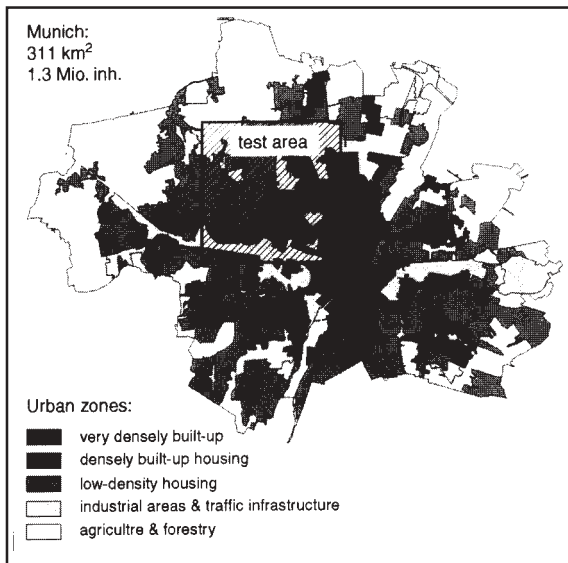 Munich:
311 km²
1.3 Mio. inh.
test area
Urban zones:
very densely built-up
densely built-up housing
low-density housing
industrial areas & traffic infrastructure
agricultre & forestry